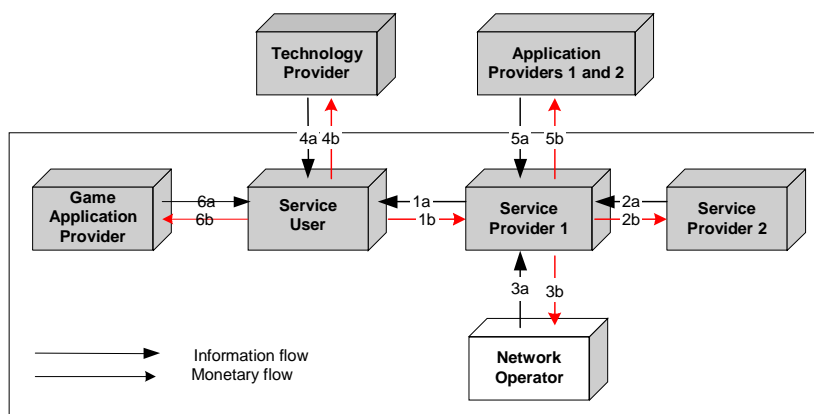 Technology
Provider
Application
Providers 1 and 2
4a 4b
5a 5b
Game
Application
Provider
6a
6b
Service
User
1a
1b
Service
Provider 1
2a
2b
Service
Provider 2
3a 3b
Network
Operator
Information flow
Monetary flow